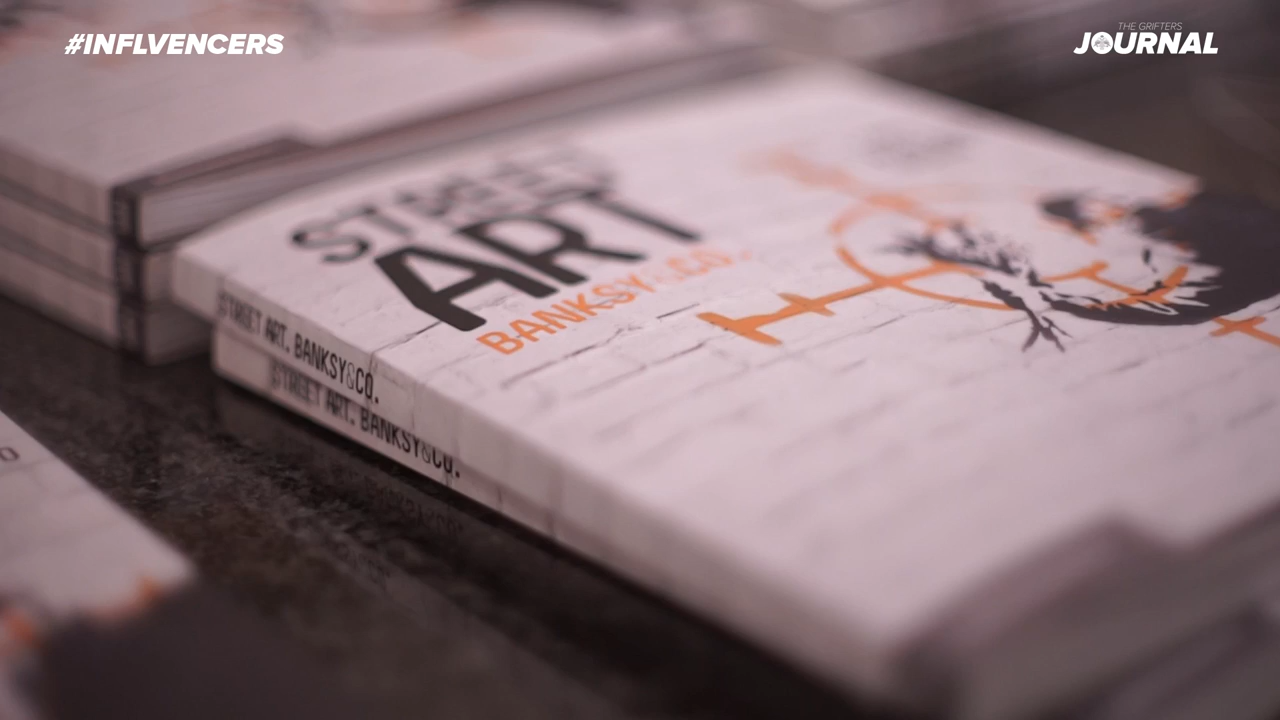 #INFLVENCERS
THE GRIFTERS
JOURNAL
STREET
ART
BANKSY&CO.
STREET ART. BANKSY&CO.
STREET ART. BANKSY&CO.